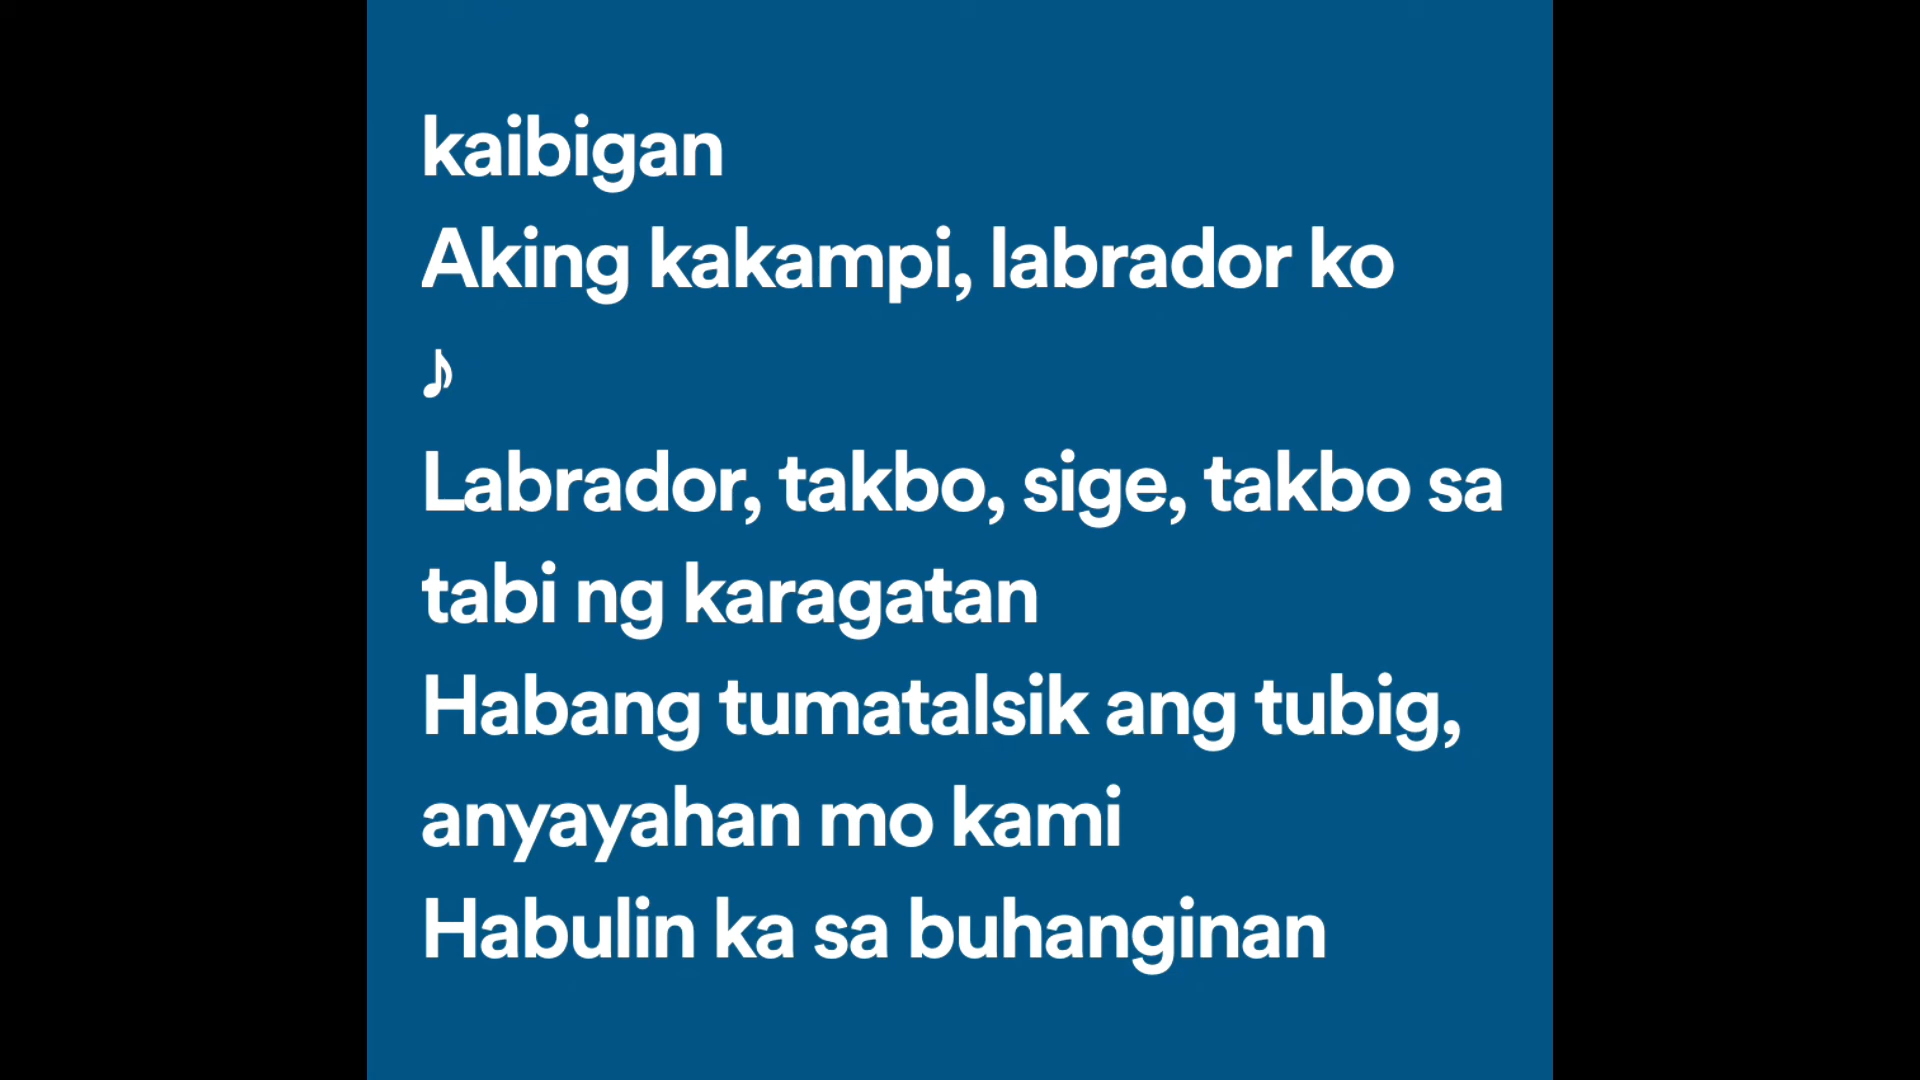 kaibigan
Aking kakampi, labrador ko
♪
Labrador, takbo, sige, takbo sa
tabi ng karagatan
Habang tumatalsik ang tubig,
anyayahan mo kami
Habulin ka sa buhanginan